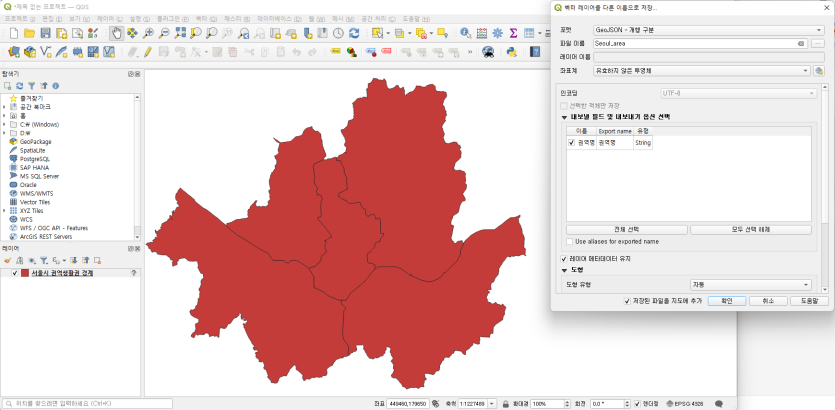 *제목 없는 프로젝트 — QGIS
프로젝트(J) 편집(E) 보기(V) 레이어(L) 설정(S) 플러그인(P) 벡터(O) 래스터(R) 데이터베이스(D) 웹(W) 메시(M) 공간 처리(C) 도움말(H)
탐색기
즐겨찾기
공간 북마크
홈
C:₩ (Windows)
D:₩
GeoPackage
SpatiaLite
PostgreSQL
SAP HANA
MS SQL Server
Oracle
WMS/WMTS
Vector Tiles
XYZ Tiles
WCS
WFS / OGC API - Features
ArcGIS REST Servers
레이어
서울시 권역생활권 경계
?
위치를 찾으려면 입력하세요 (Ctrl+K)
좌표 449460,179650 축척 1:1227466 확대경 100% 회전 0.0 ° 렌더링 EPSG:4326
벡터 레이어를 다른 이름으로 저장...
포맷 GeoJSON - 개행 구분
파일 이름 Seoul_area ...
레이어 이름
좌표계 유효하지 않은 투영체
인코딩 UTF-8
선택한 객체만 저장
내보낼 필드 및 내보내기 옵션 선택
이름 Export name 유형
권역명 권역명 String
전체 선택 모두 선택 해제
Use aliases for exported name
레이어 메타데이터 유지
도형
도형 유형 자동
저장된 파일을 지도에 추가 확인 취소 도움말